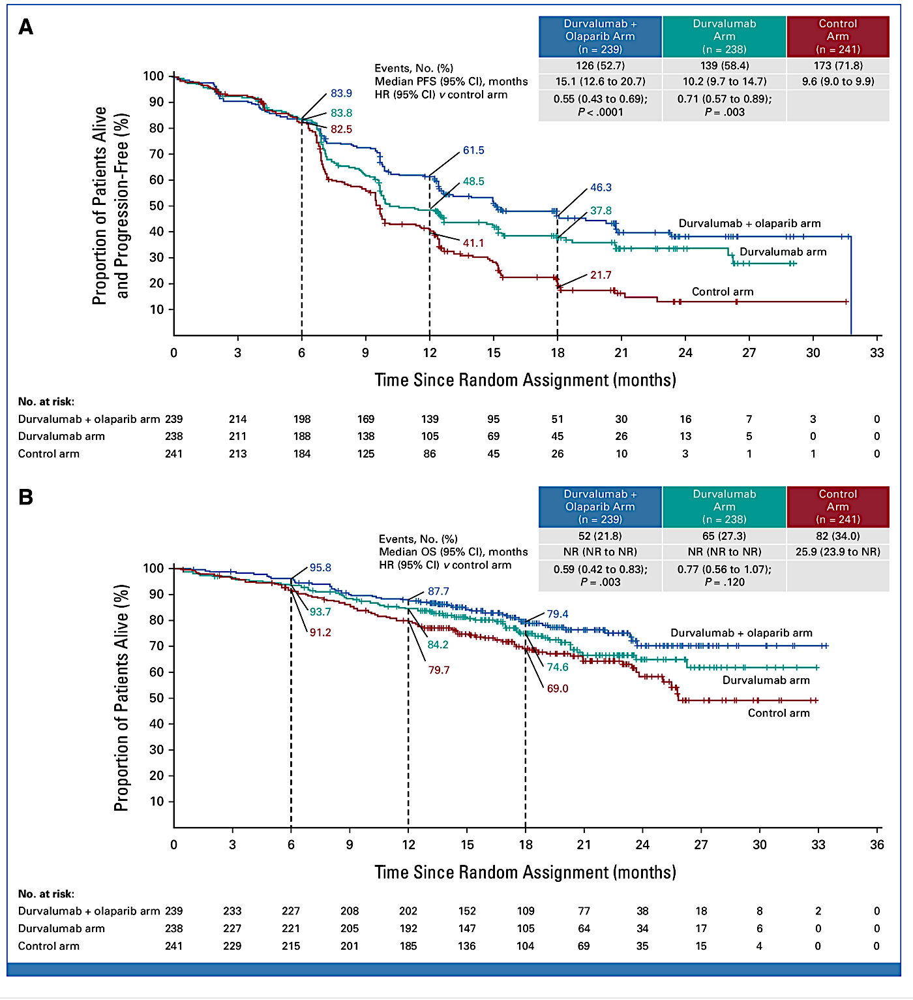 A
Durvalumab +
Olaparib Arm
(n = 239)
Durvalumab
Arm
(n = 238)
Control
Arm
(n = 241)
Events, No. (%)
126 (52.7)
139 (58.4)
173 (71.8)
Median PFS (95% CI), months
15.1 (12.6 to 20.7)
10.2 (9.7 to 14.7)
9.6 (9.0 to 9.9)
HR (95% CI) v control arm
0.55 (0.43 to 0.69);
P < .0001
0.71 (0.57 to 0.89);
P = .003
Proportion of Patients Alive
and Progression-Free (%)
100
90
80
70
60
50
40
30
20
10
83.9
83.8
82.5
61.5
48.5
41.1
46.3
37.8
21.7
Durvalumab + olaparib arm
Durvalumab arm
Control arm
0 3 6 9 12 15 18 21 24 27 30 33
Time Since Random Assignment (months)
No. at risk:
Durvalumab + olaparib arm 239 214 198 169 139 95 51 30 16 7 3 0
Durvalumab arm 238 211 188 138 105 69 45 26 13 5 0 0
Control arm 241 213 184 125 86 45 26 10 3 1 1 0
B
Durvalumab +
Olaparib Arm
(n = 239)
Durvalumab
Arm
(n = 238)
Control
Arm
(n = 241)
Events, No. (%)
52 (21.8)
65 (27.3)
82 (34.0)
Median OS (95% CI), months
NR (NR to NR)
NR (NR to NR)
25.9 (23.9 to NR)
HR (95% CI) v control arm
0.59 (0.42 to 0.83);
P = .003
0.77 (0.56 to 1.07);
P = .120
Proportion of Patients Alive (%)
100
90
80
70
60
50
40
30
20
10
95.8
93.7
91.2
87.7
84.2
79.7
79.4
74.6
69.0
Durvalumab + olaparib arm
Durvalumab arm
Control arm
0 3 6 9 12 15 18 21 24 27 30 33 36
Time Since Random Assignment (months)
No. at risk:
Durvalumab + olaparib arm 239 233 227 208 202 152 109 77 38 18 8 2 0
Durvalumab arm 238 227 221 205 192 147 105 64 34 17 6 0 0
Control arm 241 229 215 201 185 136 104 69 35 15 4 0 0